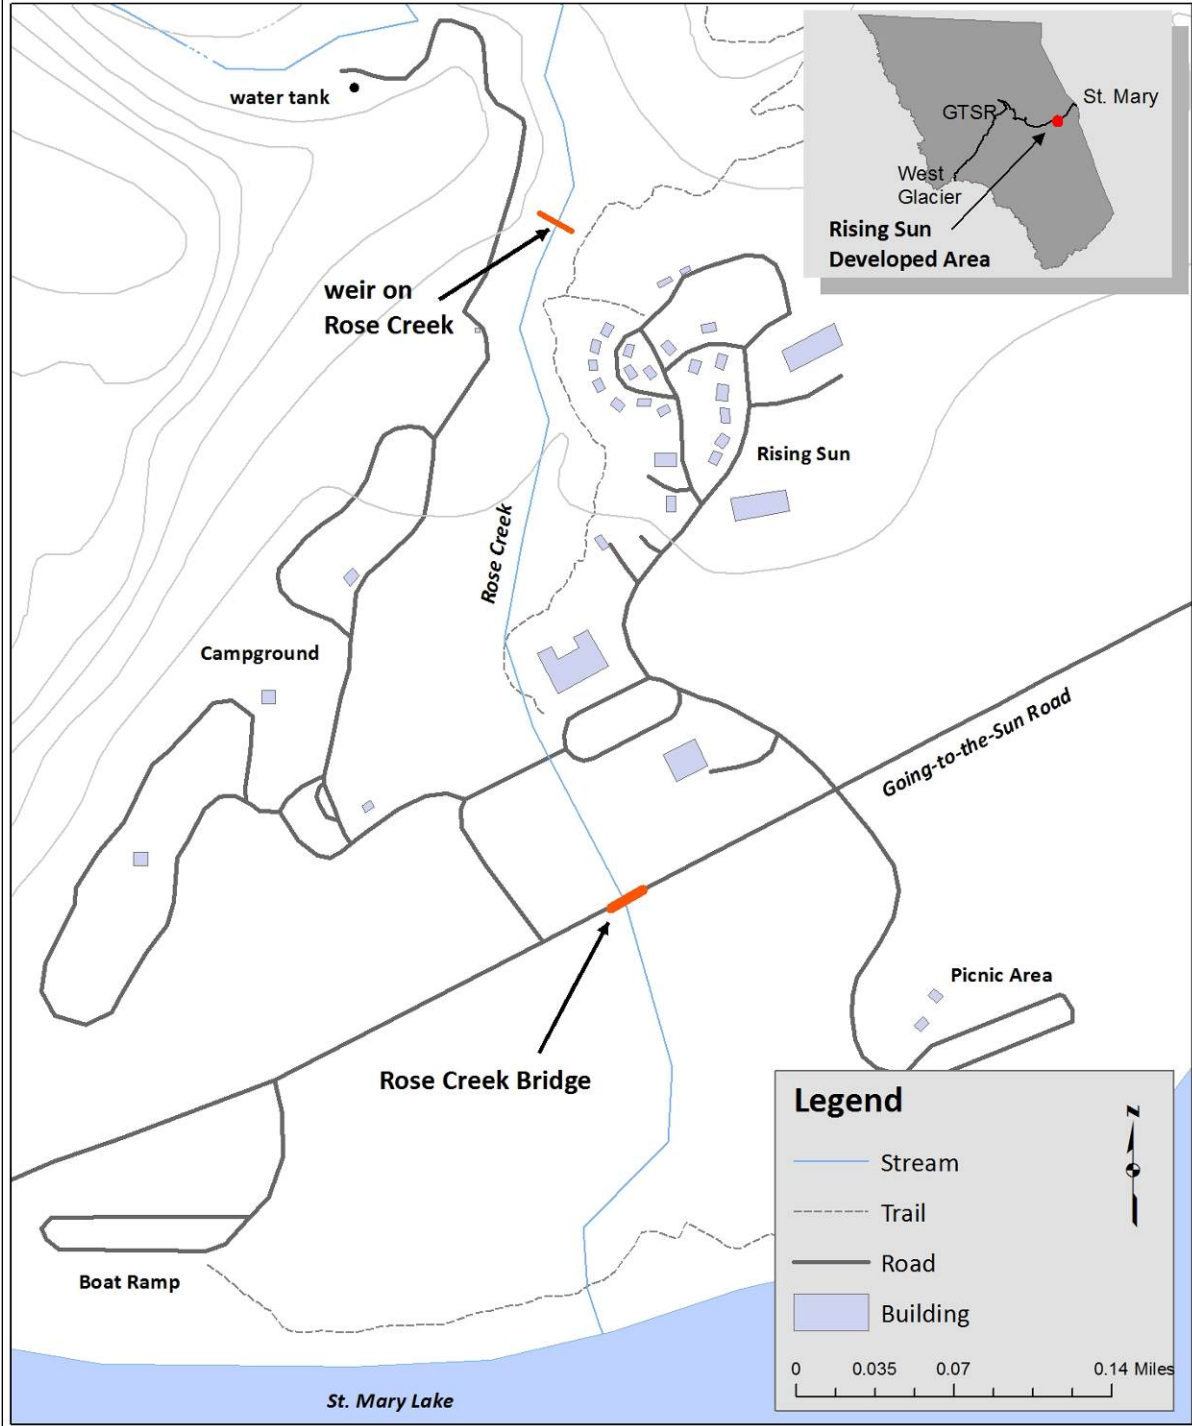 water tank
GTSR
St. Mary
West
Glacier
Rising Sun
Developed Area
weir on
Rose Creek
Rising Sun
Rose Creek
Campground
Going-to-the-Sun Road
Picnic Area
Rose Creek Bridge
Legend
N
Stream
Trail
Road
Building
0 0.035 0.07 0.14 Miles
Boat Ramp
St. Mary Lake